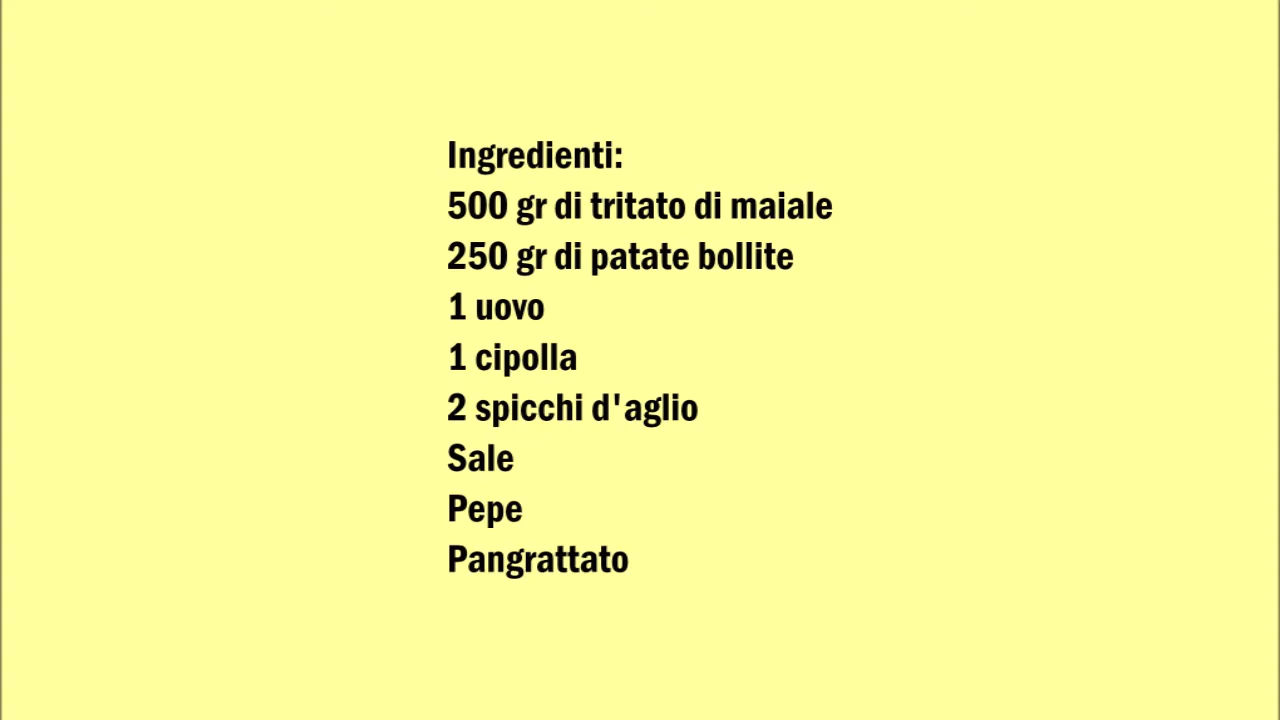 Ingredienti:
500 gr di tritato di maiale
250 gr di patate bollite
1 uovo
1 cipolla
2 spicchi d'aglio
Sale
Pepe
Pangrattato